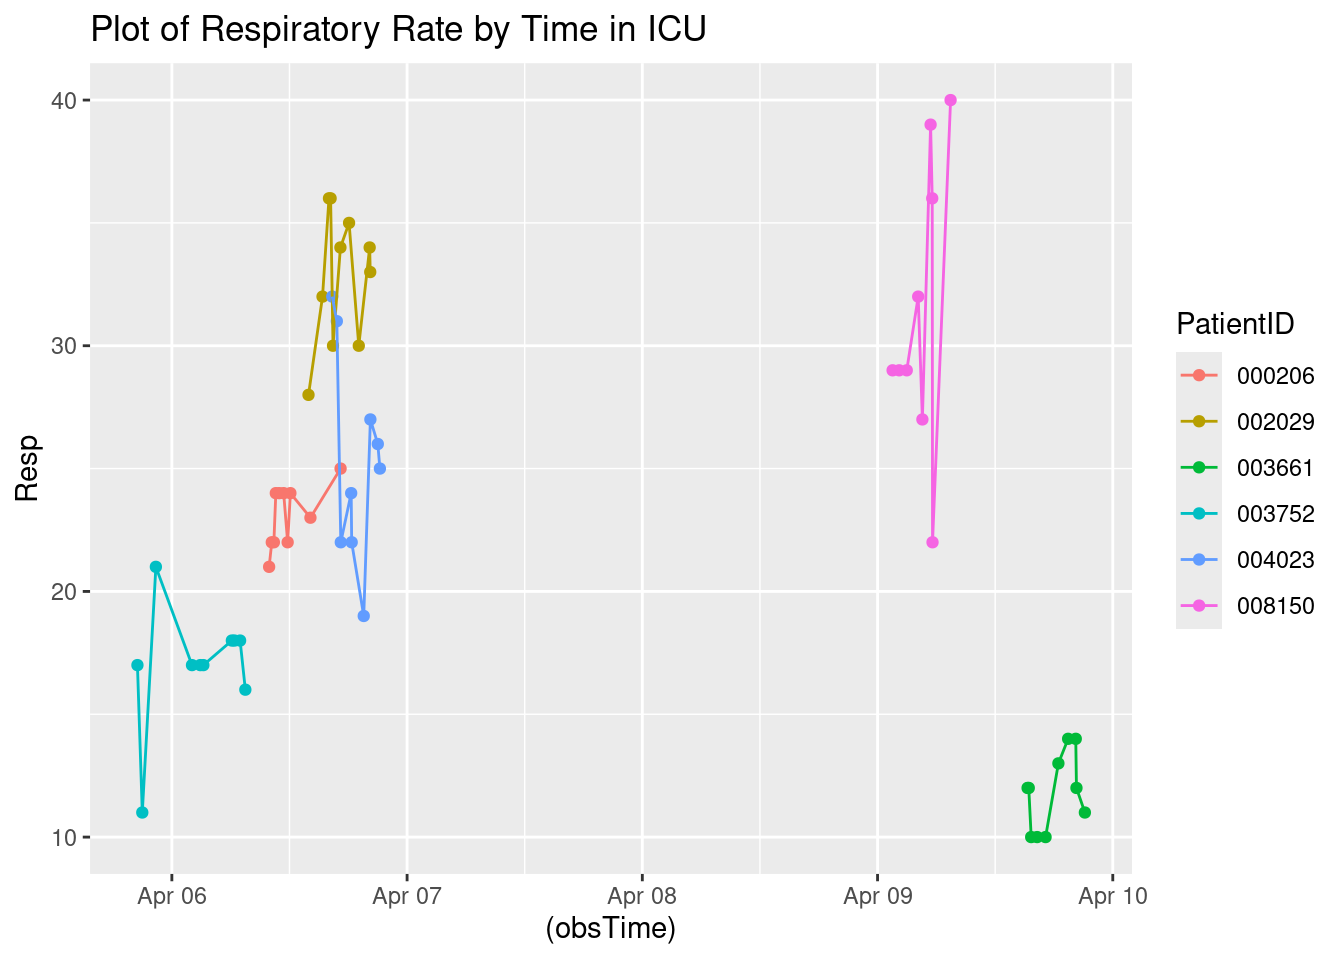 Plot of Respiratory Rate by Time in ICU
Resp
40
30
20
10
Apr 06
Apr 07
Apr 08
Apr 09
Apr 10
(obsTime)
PatientID
000206
002029
003661
003752
004023
008150